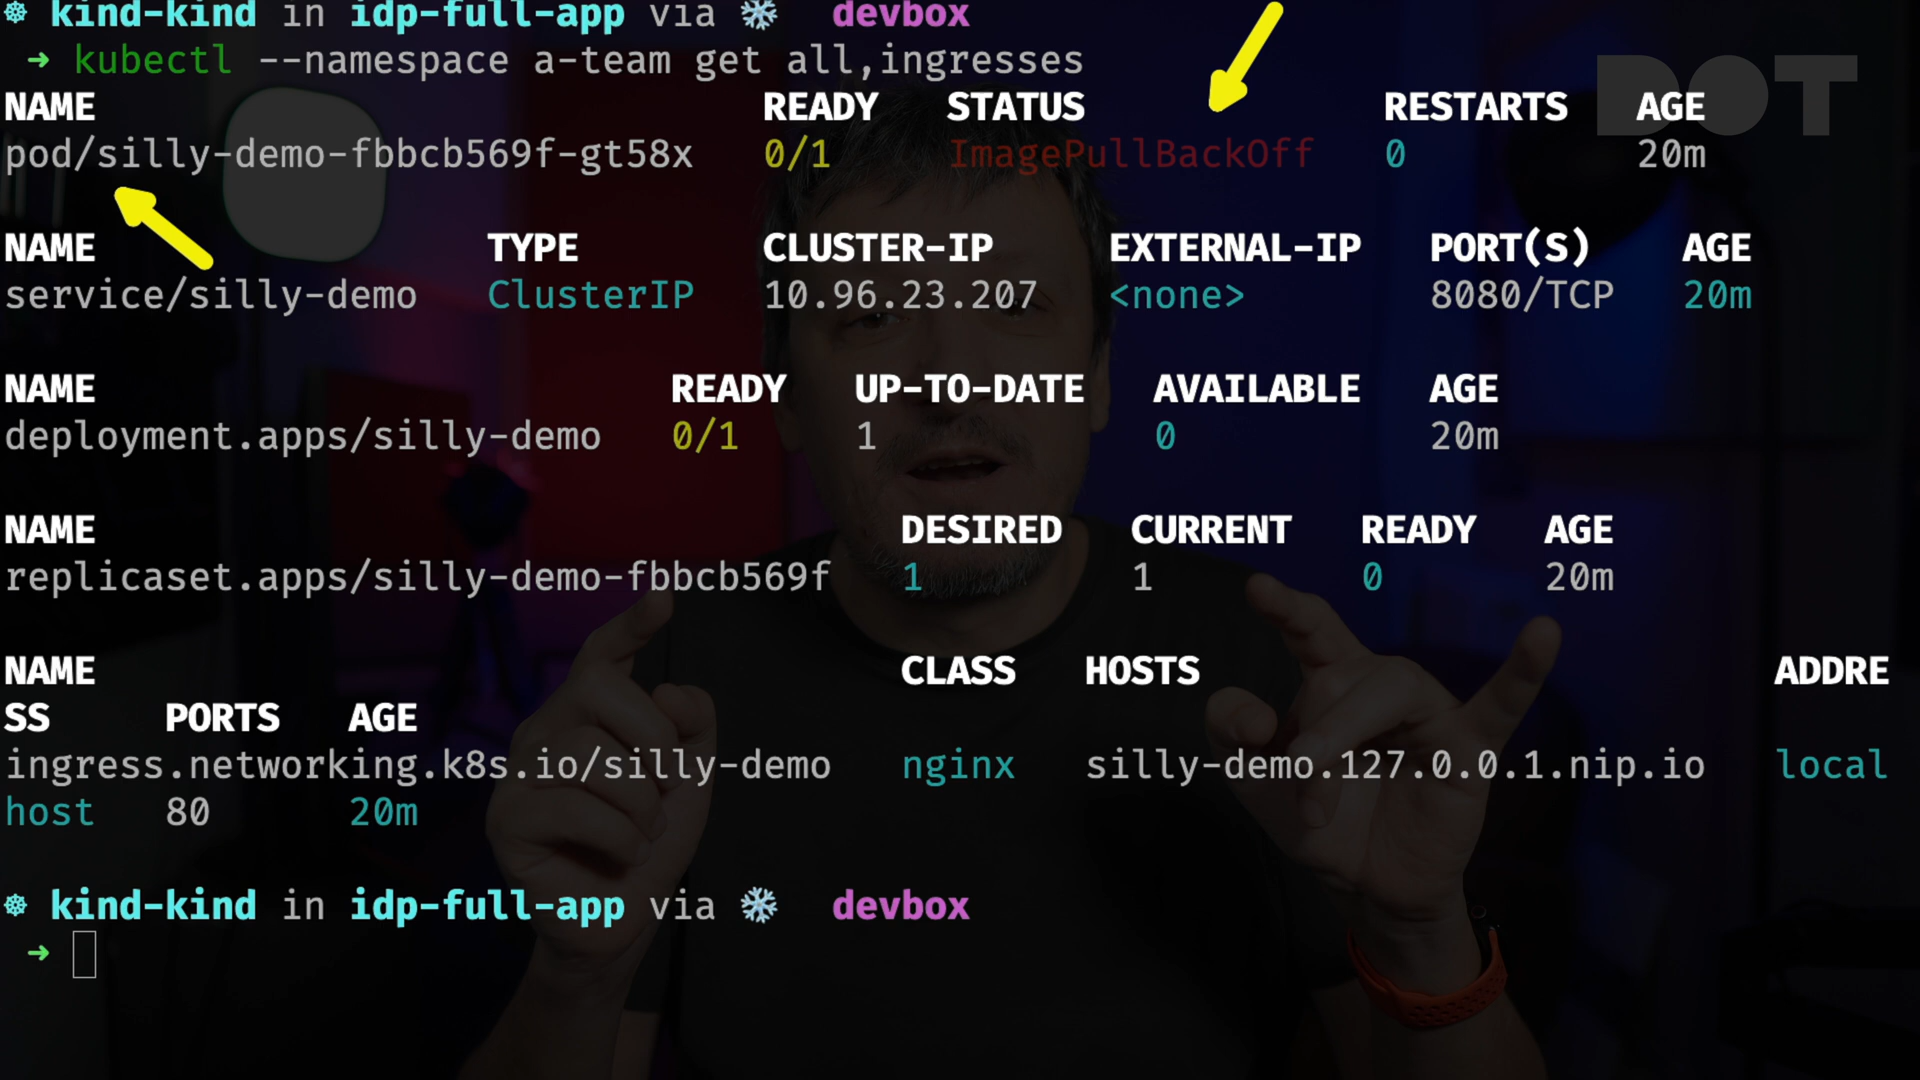 ☸ kind-kind in idp-full-app via ❄ devbox
➜ kubectl --namespace a-team get all,ingresses
DOT
NAME READY STATUS RESTARTS AGE
pod/silly-demo-fbbcb569f-gt58x 0/1 ImagePullBackOff 0 20m
NAME TYPE CLUSTER-IP EXTERNAL-IP PORT(S) AGE
service/silly-demo ClusterIP 10.96.23.207 <none> 8080/TCP 20m
NAME READY UP-TO-DATE AVAILABLE AGE
deployment.apps/silly-demo 0/1 1 0 20m
NAME DESIRED CURRENT READY AGE
replicaset.apps/silly-demo-fbbcb569f 1 1 0 20m
NAME CLASS HOSTS ADDRE
SS PORTS AGE
ingress.networking.k8s.io/silly-demo nginx silly-demo.127.0.0.1.nip.io local
host 80 20m
☸ kind-kind in idp-full-app via ❄ devbox
➜